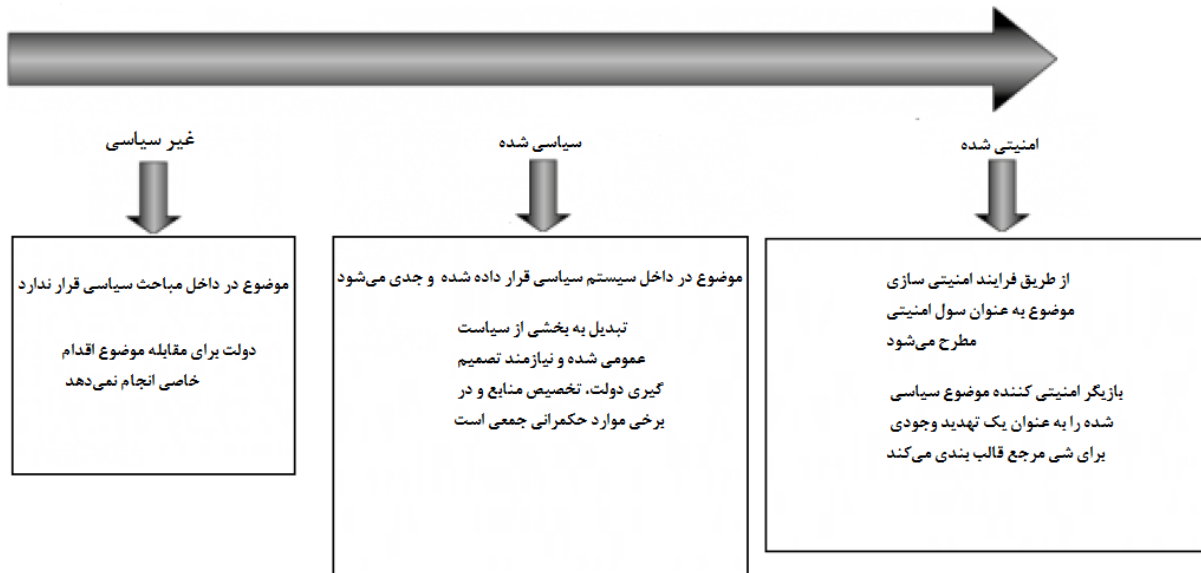 غیر سیاسی
موضوع در داخل مباحث سیاسی قرار ندارد
دولت برای مقابله موضوع اقدام
خاصی انجام نمی‌دهد
سیاسی شده
موضوع در داخل سیستم سیاسی قرار داده شده و جدی می‌شود
تبدیل به بخشی از سیاست
عمومی شده و نیازمند تصمیم
گیری دولت، تخصیص منابع و در
برخی موارد حکمرانی جمعی است
امنیتی شده
از طریق فرایند امنیتی سازی
موضوع به عنوان سول امنیتی
مطرح می‌شود
بازیگر امنیتی کننده موضوع سیاسی
شده را به عنوان یک تهدید وجودی
برای شی مرجع قالب بندی می‌کند